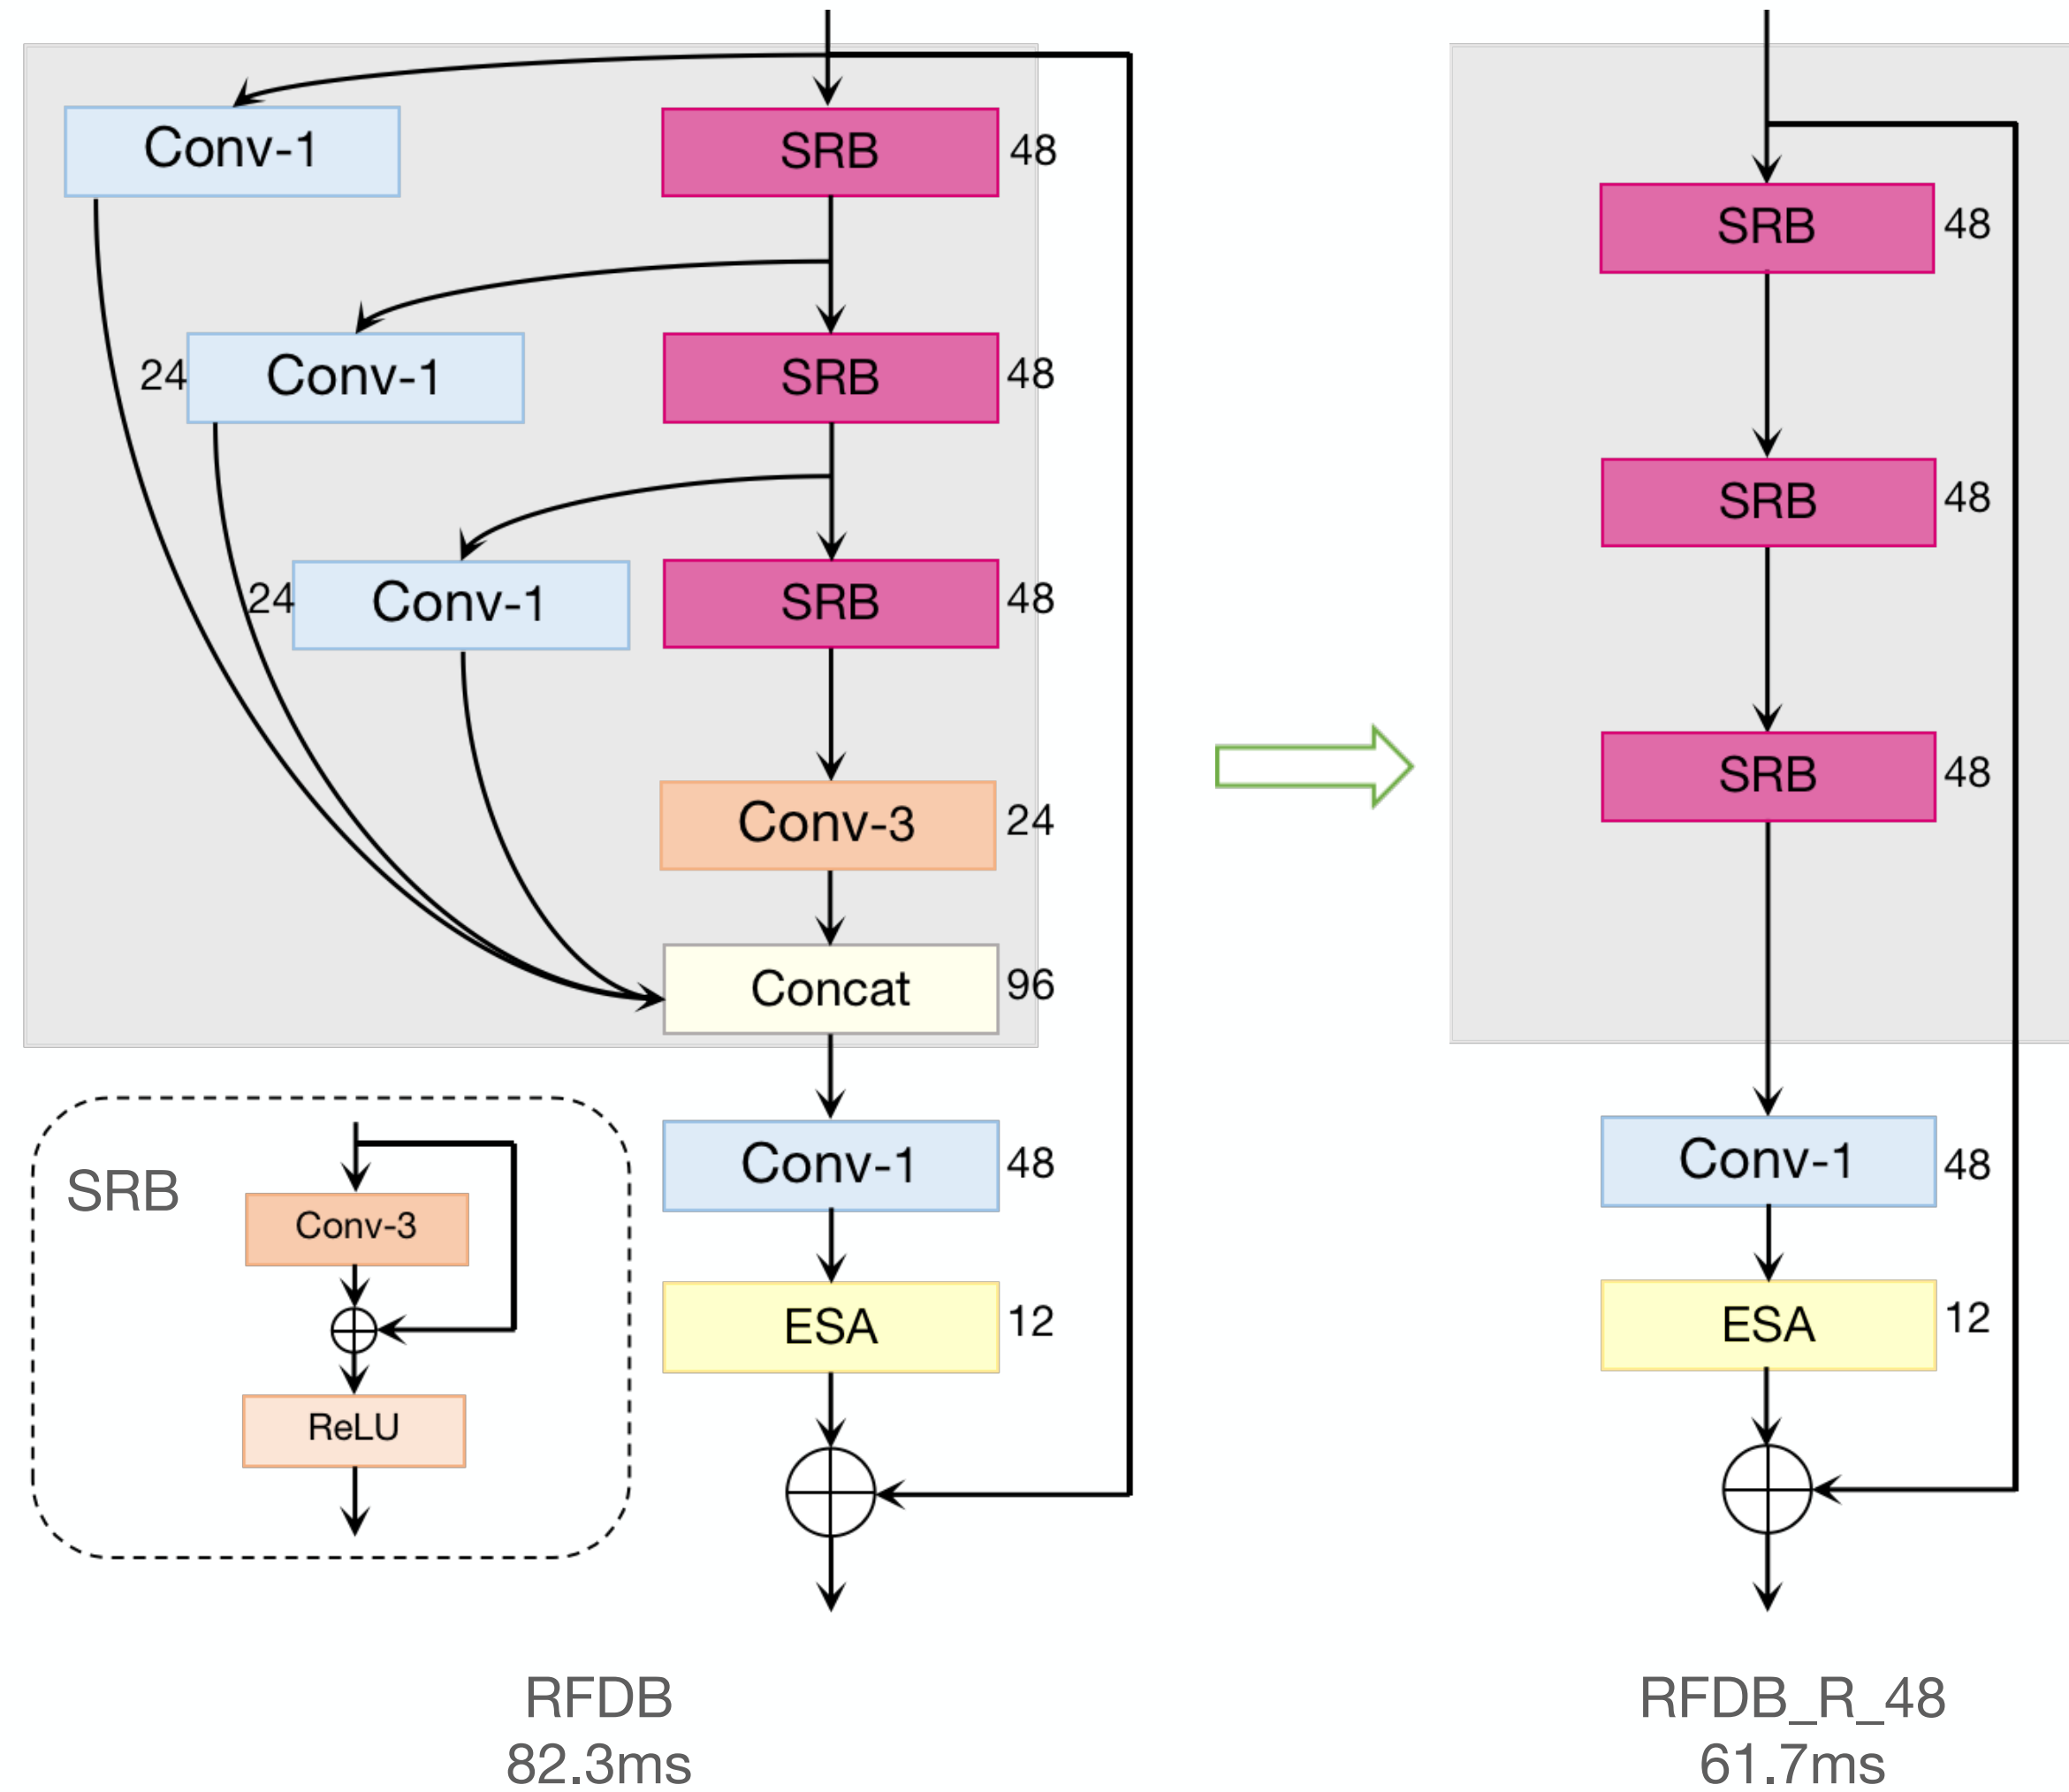 Conv-1
SRB 48
24 Conv-1
SRB 48
24 Conv-1
SRB 48
Conv-3 24
Concat 96
Conv-1 48
ESA 12
SRB
Conv-3
ReLU
RFDB
82.3ms
SRB 48
SRB 48
SRB 48
Conv-1 48
ESA 12
RFDB_R_48
61.7ms